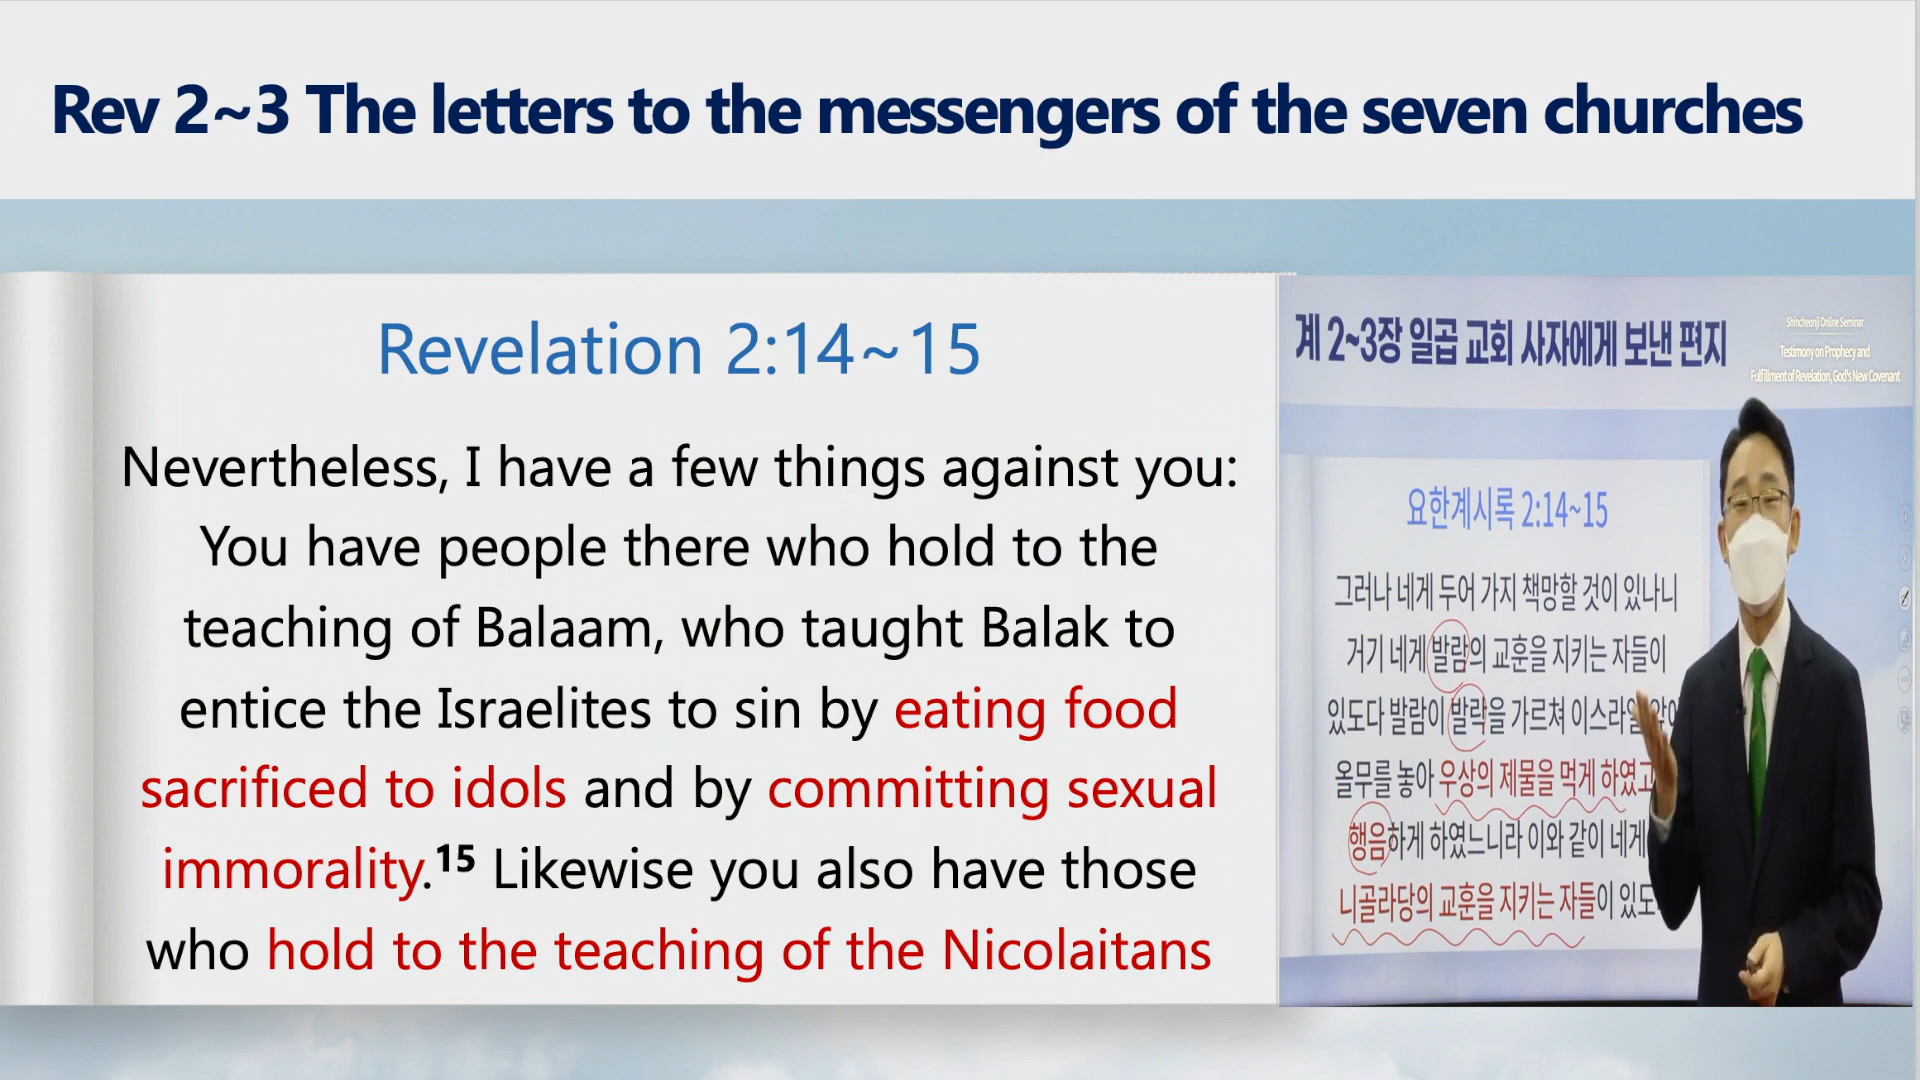 Rev 2~3 The letters to the messengers of the seven churches
Revelation 2:14~15
Nevertheless, I have a few things against you:
You have people there who hold to the
teaching of Balaam, who taught Balak to
entice the Israelites to sin by eating food
sacrificed to idols and by committing sexual
immorality.15 Likewise you also have those
who hold to the teaching of the Nicolaitans
계 2~3장 일곱 교회 사자에게 보낸 편지
Shincheonji Online Seminar
Testimony on Prophecy and
Fulfillment of Revelation, God's New Covenant
요한계시록 2:14~15
그러나 네게 두어 가지 책망할 것이 있나니
거기 네게 발람의 교훈을 지키는 자들이
있도다 발람이 발락을 가르쳐
올무를 놓아 우상의 제물을 먹게 하였고
행음하게 하였느니라 이와 같이 네게
니골라당의 교훈을 지키는 자들이